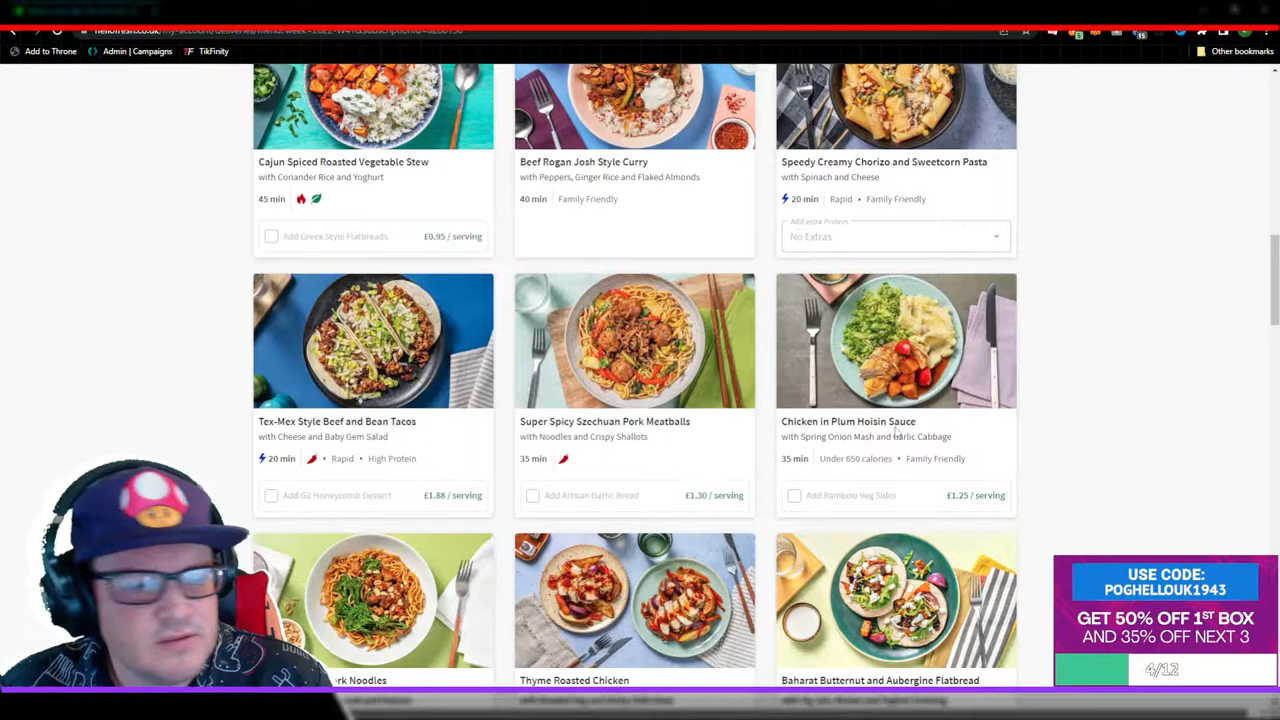 Add to Throne
Admin | Campaigns
TikFinity
Other bookmarks
Cajun Spiced Roasted Vegetable Stew
with Coriander Rice and Yoghurt
45 min
Add Greek Style Flatbreads £0.95 / serving
Beef Rogan Josh Style Curry
with Peppers, Ginger Rice and Flaked Almonds
40 min Family Friendly
Speedy Creamy Chorizo and Sweetcorn Pasta
with Spinach and Cheese
20 min Rapid • Family Friendly
Add extra Protein
No Extras
Tex-Mex Style Beef and Bean Tacos
with Cheese and Baby Gem Salad
20 min • Rapid • High Protein
Add Gü Honeycomb Dessert £1.88 / serving
Super Spicy Szechuan Pork Meatballs
with Noodles and Crispy Shallots
35 min
Add Artisan Garlic Bread £1.30 / serving
Chicken in Plum Hoisin Sauce
with Spring Onion Mash and Garlic Cabbage
35 min Under 650 calories • Family Friendly
Add Rainbow Veg Sides £1.25 / serving
Noodles
Thyme Roasted Chicken
Baharat Butternut and Aubergine Flatbread
USE CODE:
POGHELLOUK1943
GET 50% OFF 1ST BOX
AND 35% OFF NEXT 3
4/12